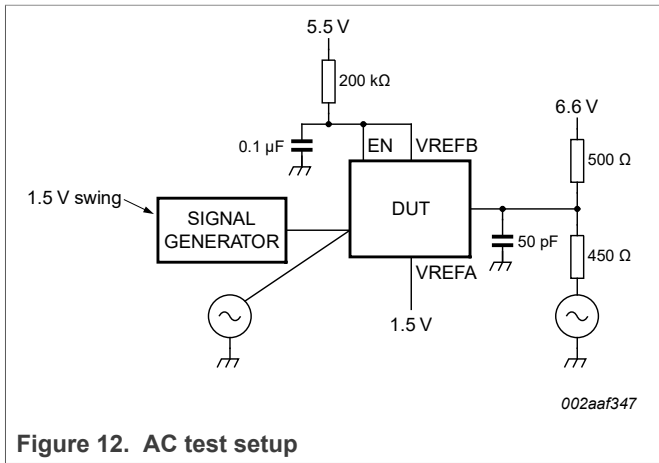 5.5 V
200 kΩ
6.6 V
0.1 µF
EN
VREFB
500 Ω
1.5 V swing
SIGNAL
GENERATOR
DUT
50 pF
450 Ω
VREFA
1.5 V
002aaf347
Figure 12. AC test setup